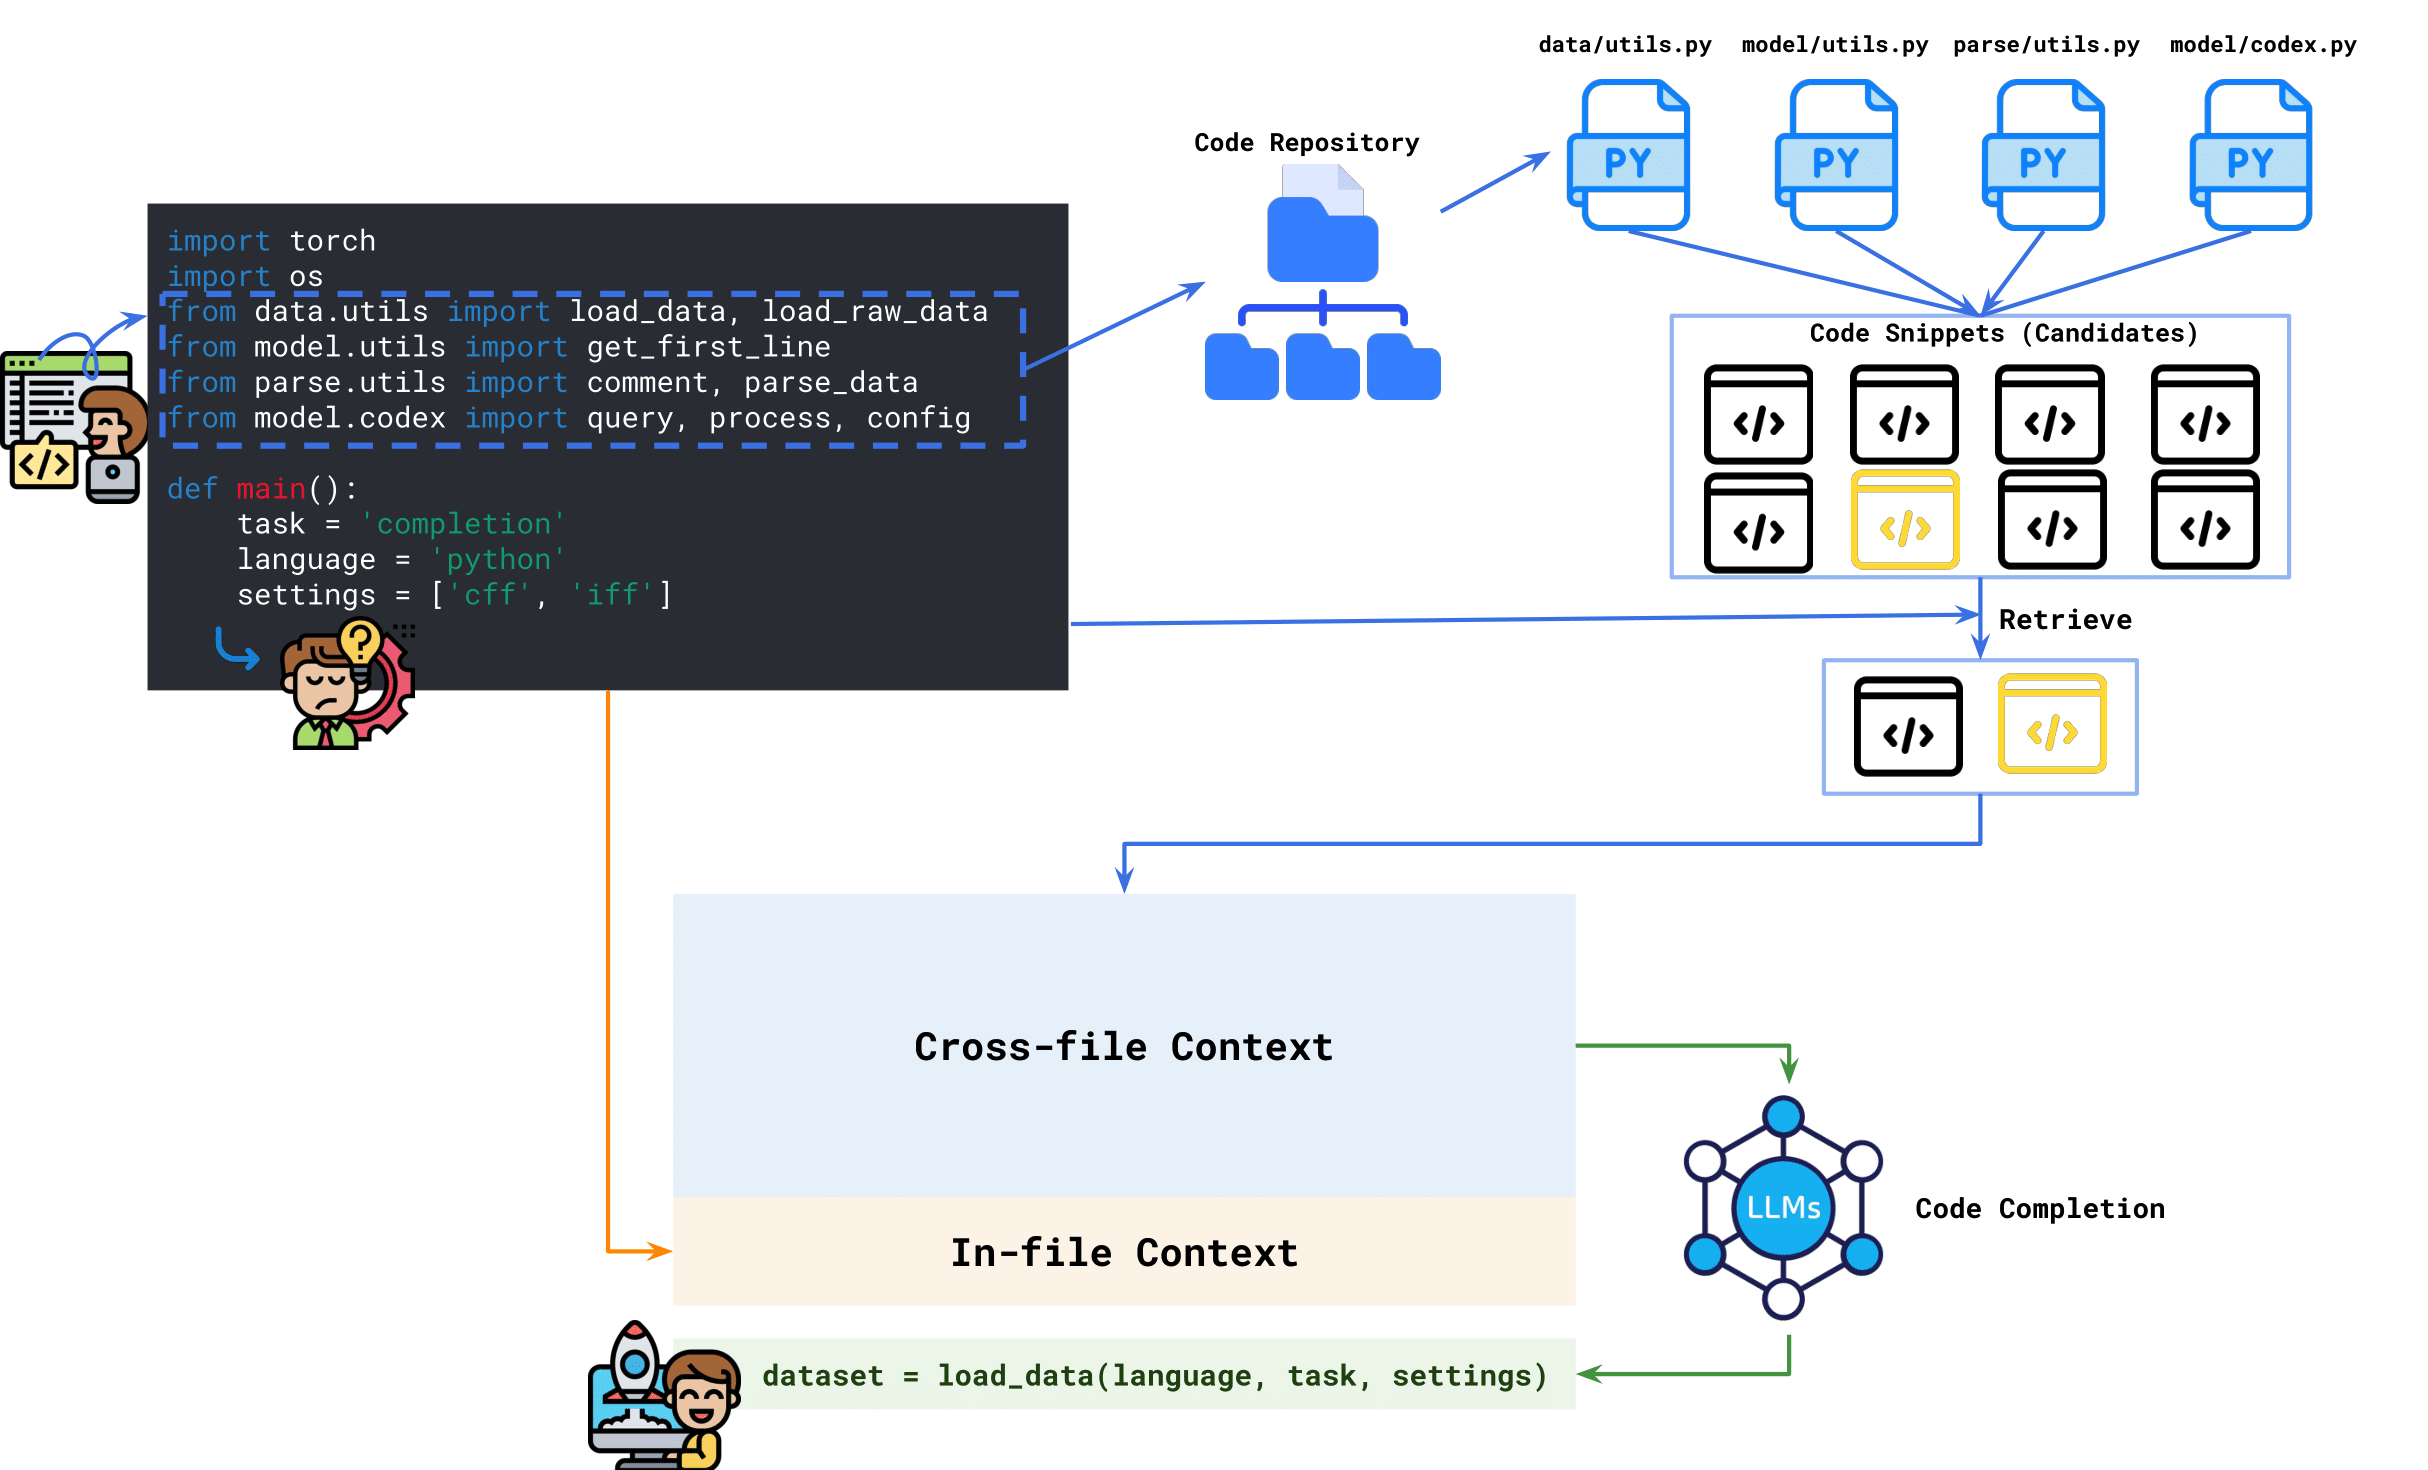 data/utils.py model/utils.py parse/utils.py model/codex.py
PY PY PY PY
Code Repository
import torch
import os
from data.utils import load_data, load_raw_data
from model.utils import get_first_line
from parse.utils import comment, parse_data
from model.codex import query, process, config
def main():
    task = 'completion'
    language = 'python'
    settings = ['cff', 'iff']
</>
?
Code Snippets (Candidates)
</> </> </> </>
</> </> </> </>
Retrieve
</> </>
Cross-file Context
In-file Context
LLMs
Code Completion
dataset = load_data(language, task, settings)